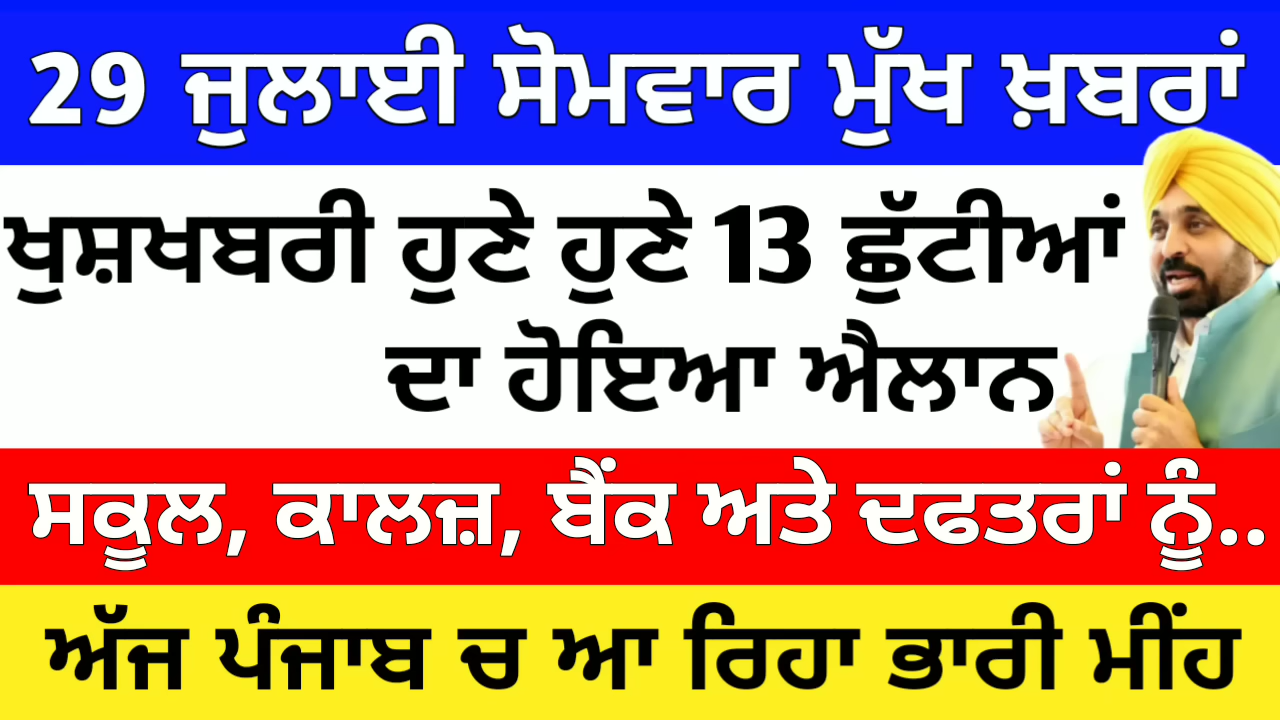 29 ਜੁਲਾਈ ਸੋਮਵਾਰ ਮੁੱਖ ਖ਼ਬਰਾਂ
ਖੁਸ਼ਖਬਰੀ ਹੁਣੇ ਹੁਣੇ 13 ਛੁੱਟੀਆਂ
ਦਾ ਹੋਇਆ ਐਲਾਨ
ਸਕੂਲ, ਕਾਲਜ਼, ਬੈਂਕ ਅਤੇ ਦਫਤਰਾਂ ਨੂੰ..
ਅੱਜ ਪੰਜਾਬ ਚ ਆ ਰਿਹਾ ਭਾਰੀ ਮੀਂਹ